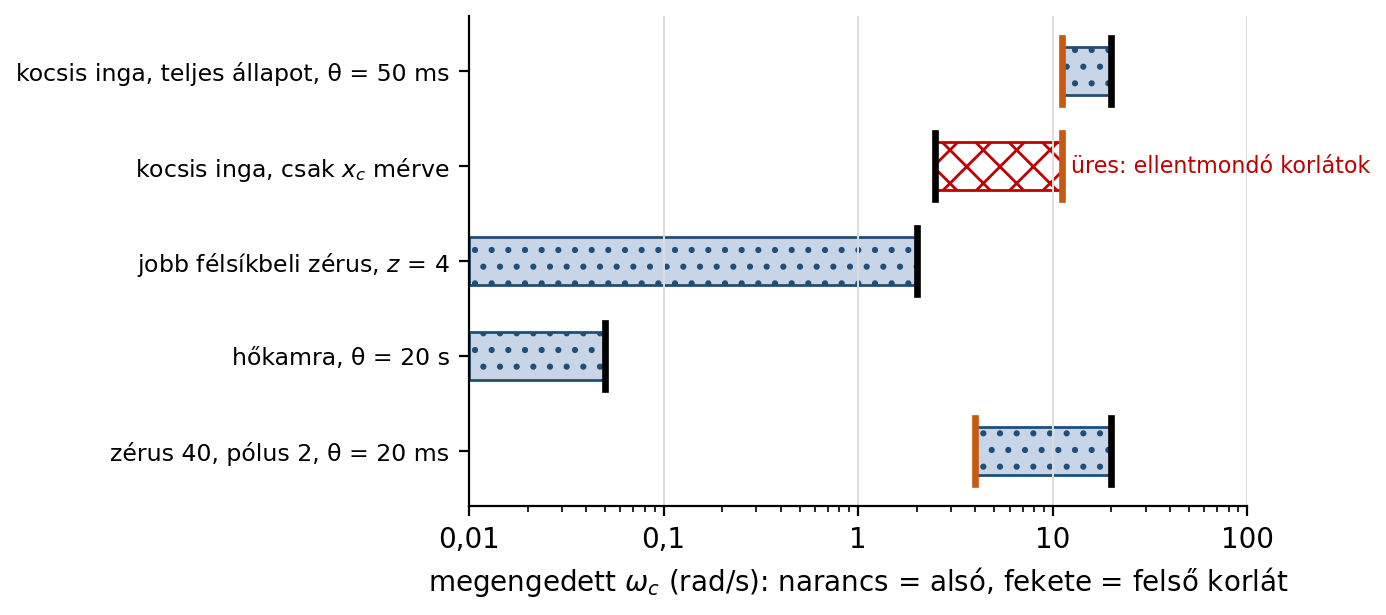 kocsis inga, teljes állapot, θ = 50 ms
kocsis inga, csak x_c mérve
üres: ellentmondó korlátok
jobb félsíkbeli zérus, z = 4
hőkamra, θ = 20 s
zérus 40, pólus 2, θ = 20 ms
0,01 0,1 1 10 100
megengedett ω_c (rad/s): narancs = alsó, fekete = felső korlát